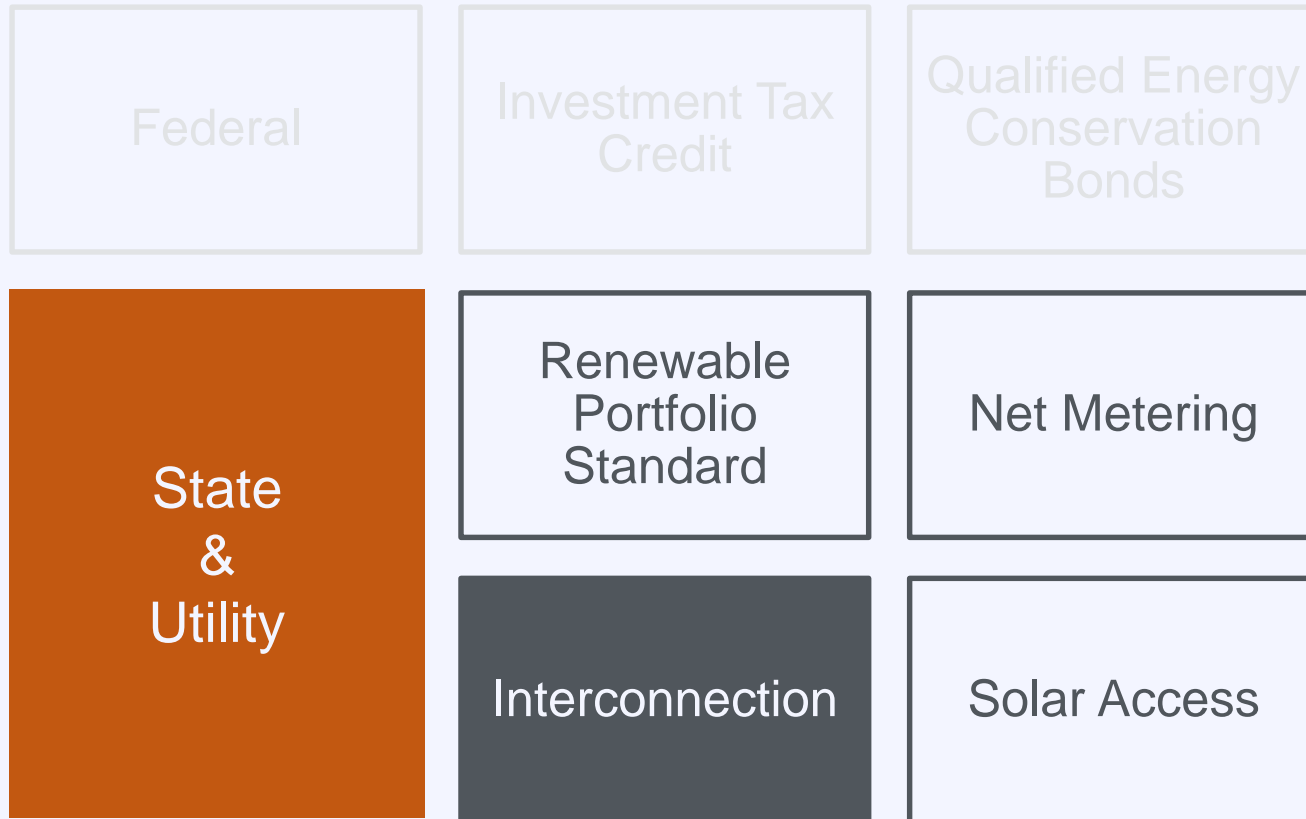 Federal
Investment Tax
Credit
Qualified Energy
Conservation
Bonds
State
&
Utility
Renewable
Portfolio
Standard
Net Metering
Interconnection
Solar Access